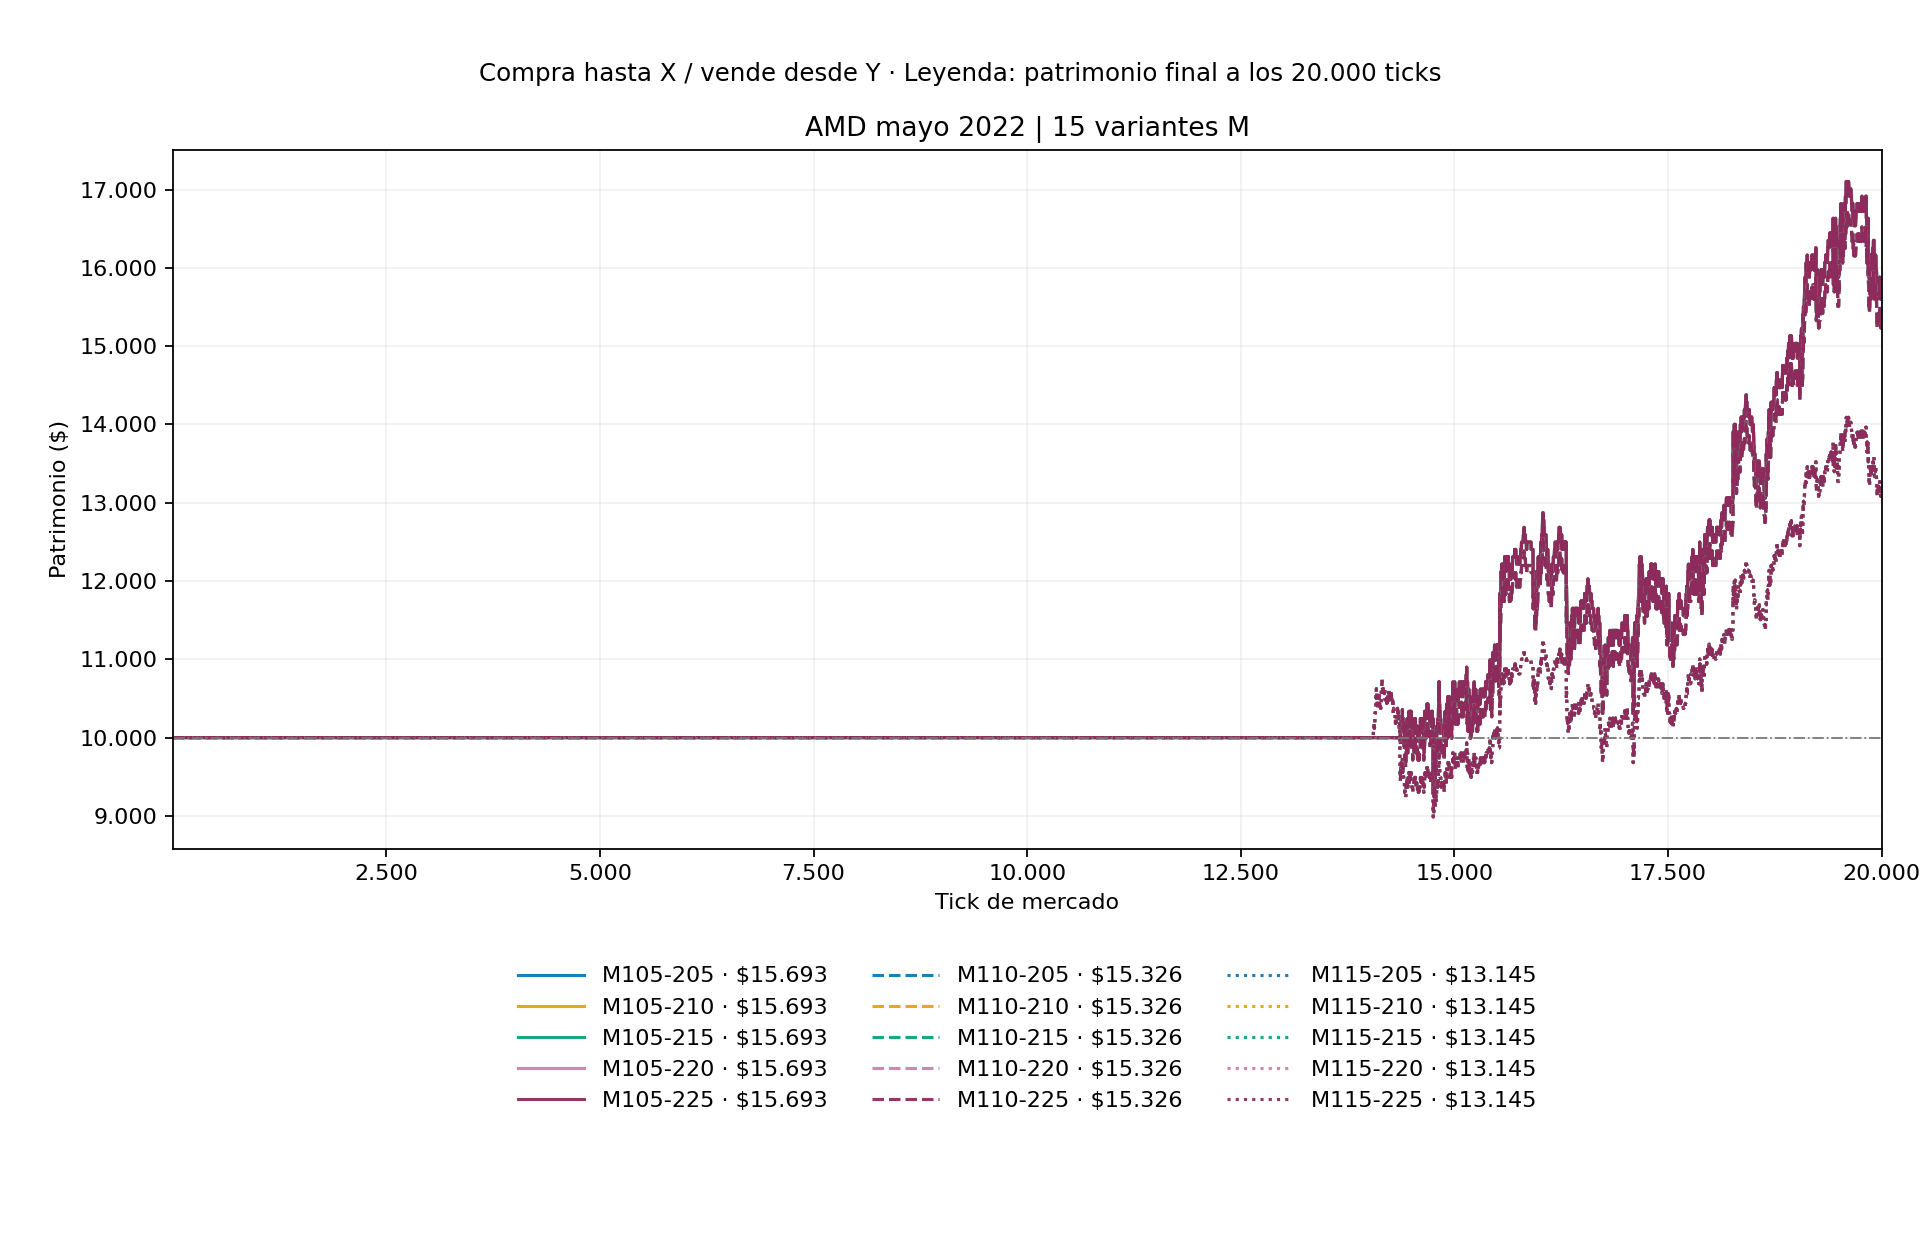 Compra hasta X / vende desde Y · Leyenda: patrimonio final a los 20.000 ticks
AMD mayo 2022 | 15 variantes M
17.000
16.000
15.000
14.000
13.000
12.000
11.000
10.000
9.000
Patrimonio ($)
2.500 5.000 7.500 10.000 12.500 15.000 17.500 20.000
Tick de mercado
M105-205 · $15.693 M110-205 · $15.326 M115-205 · $13.145
M105-210 · $15.693 M110-210 · $15.326 M115-210 · $13.145
M105-215 · $15.693 M110-215 · $15.326 M115-215 · $13.145
M105-220 · $15.693 M110-220 · $15.326 M115-220 · $13.145
M105-225 · $15.693 M110-225 · $15.326 M115-225 · $13.145